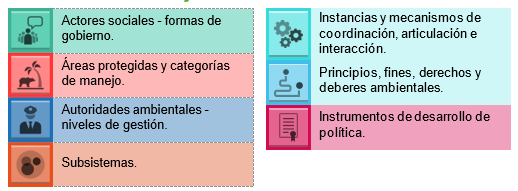 Actores sociales - formas de
gobierno.
Áreas protegidas y categorías
de manejo.
Autoridades ambientales -
niveles de gestión.
Subsistemas.
Instancias y mecanismos de
coordinación, articulación e
interacción.
Principios, fines, derechos y
deberes ambientales.
Instrumentos de desarrollo de
política.